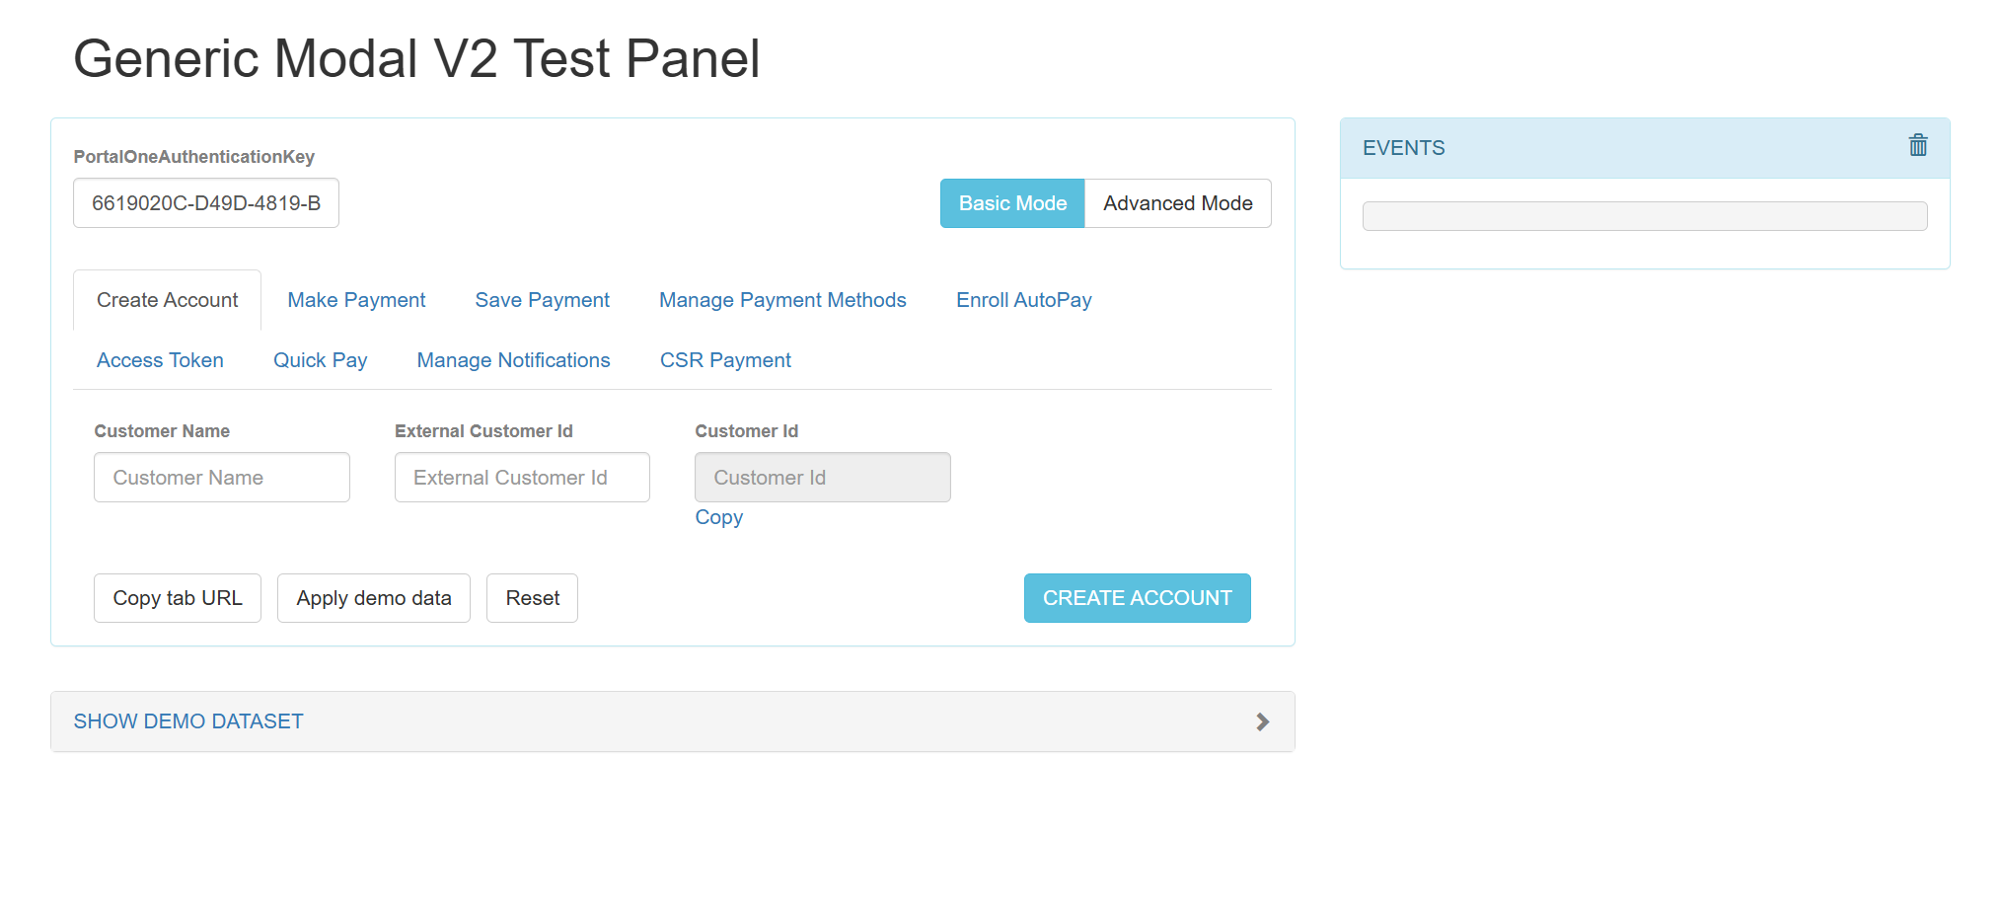 Generic Modal V2 Test Panel
PortalOneAuthenticationKey
6619020C-D49D-4819-B
Basic Mode
Advanced Mode
Create Account
Make Payment
Save Payment
Manage Payment Methods
Enroll AutoPay
Access Token
Quick Pay
Manage Notifications
CSR Payment
Customer Name
External Customer Id
Customer Id
Customer Name
External Customer Id
Customer Id
Copy
Copy tab URL
Apply demo data
Reset
CREATE ACCOUNT
SHOW DEMO DATASET
EVENTS